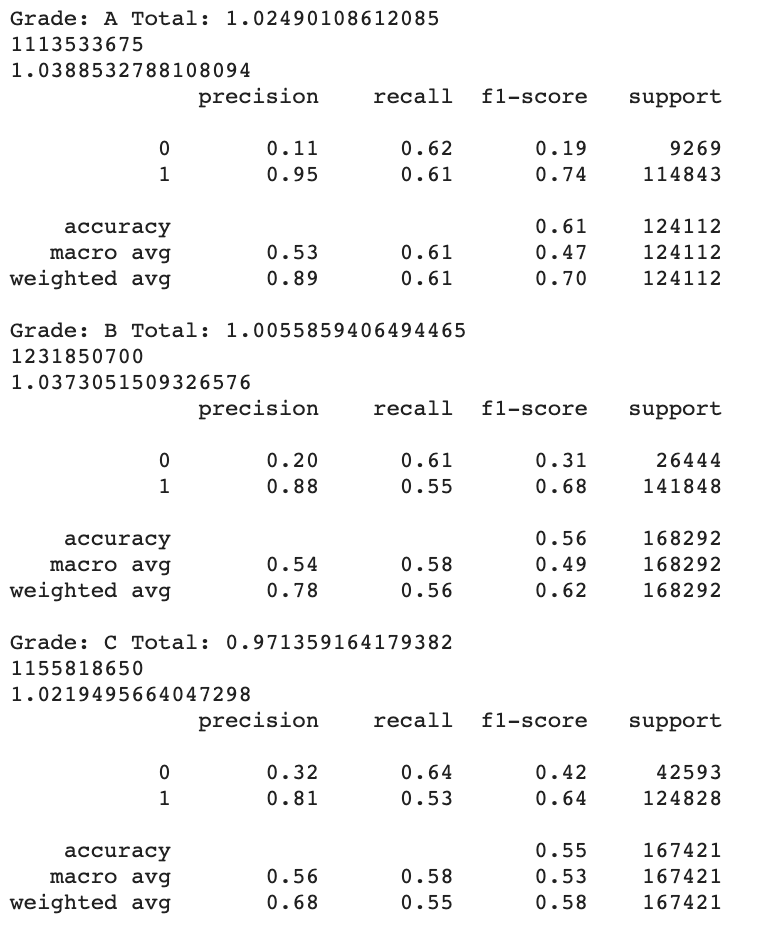 Grade: A Total: 1.02490108612085
1113533675
1.0388532788108094
precision recall f1-score support
0 0.11 0.62 0.19 9269
1 0.95 0.61 0.74 114843
accuracy 0.61 124112
macro avg 0.53 0.61 0.47 124112
weighted avg 0.89 0.61 0.70 124112
Grade: B Total: 1.0055859406494465
1231850700
1.0373051509326576
precision recall f1-score support
0 0.20 0.61 0.31 26444
1 0.88 0.55 0.68 141848
accuracy 0.56 168292
macro avg 0.54 0.58 0.49 168292
weighted avg 0.78 0.56 0.62 168292
Grade: C Total: 0.971359164179382
1155818650
1.0219495664047298
precision recall f1-score support
0 0.32 0.64 0.42 42593
1 0.81 0.53 0.64 124828
accuracy 0.55 167421
macro avg 0.56 0.58 0.53 167421
weighted avg 0.68 0.55 0.58 167421